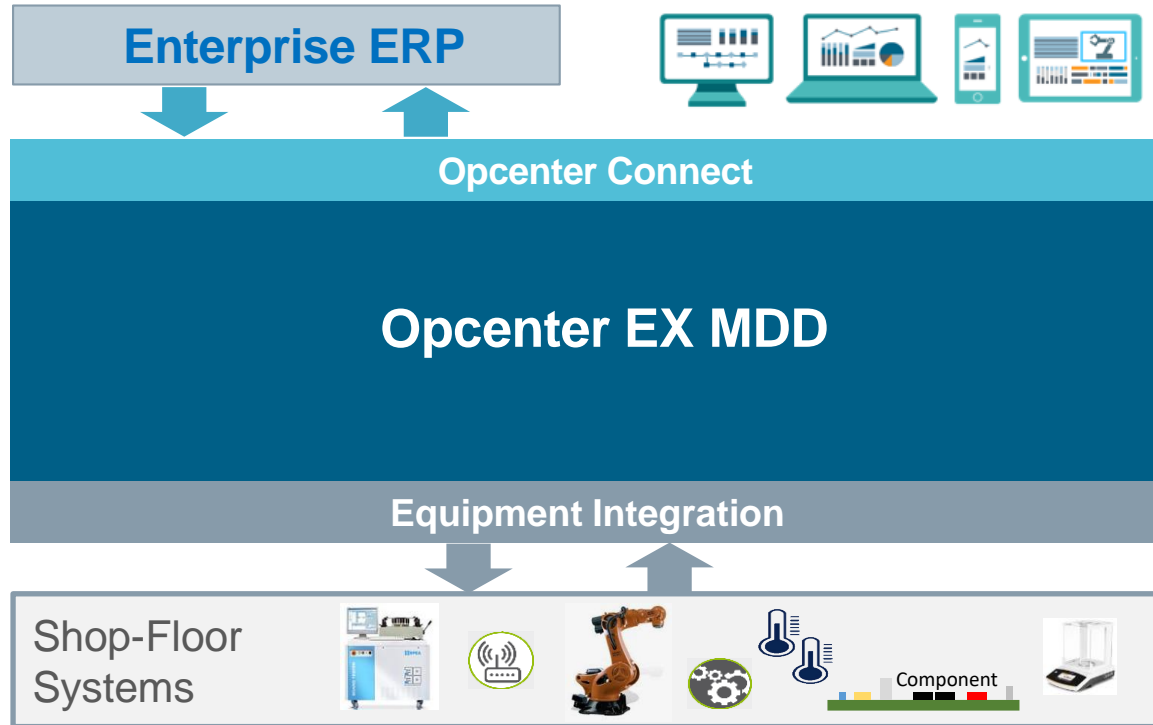 Enterprise ERP
Opcenter Connect
Opcenter EX MDD
Equipment Integration
Shop-Floor
Systems
Component